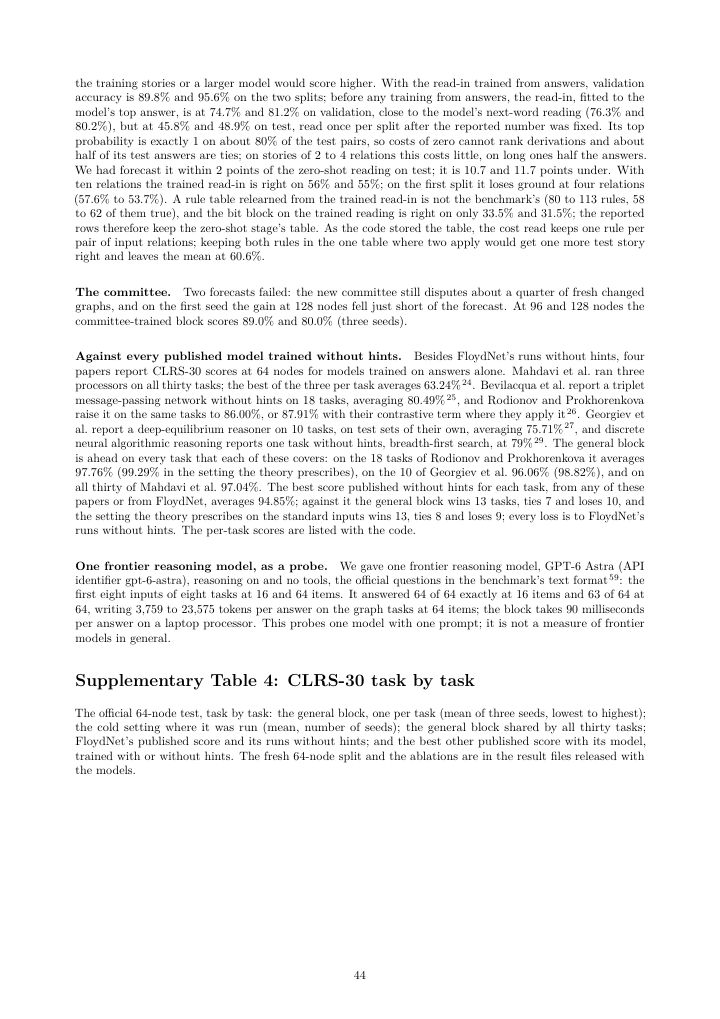 the training stories or a larger model would score higher. With the read-in trained from answers, validation
accuracy is 89.8% and 95.6% on the two splits; before any training from answers, the read-in, fitted to the
model's top answer, is at 74.7% and 81.2% on validation, close to the model's next-word reading (76.3% and
80.2%), but at 45.8% and 48.9% on test, read once per split after the reported number was fixed. Its top
probability is exactly 1 on about 80% of the test pairs, so costs of zero cannot rank derivations and about
half of its test answers are ties; on stories of 2 to 4 relations this costs little, on long ones half the answers.
We had forecast it within 2 points of the zero-shot reading on test; it is 10.7 and 11.7 points under. With
ten relations the trained read-in is right on 56% and 55%; on the first split it loses ground at four relations
(57.6% to 53.7%). A rule table relearned from the trained read-in is not the benchmark's (80 to 113 rules, 58
to 62 of them true), and the bit block on the trained reading is right on only 33.5% and 31.5%; the reported
rows therefore keep the zero-shot stage's table. As the code stored the table, the cost read keeps one rule per
pair of input relations; keeping both rules in the one table where two apply would get one more test story
right and leaves the mean at 60.6%.
The committee. Two forecasts failed: the new committee still disputes about a quarter of fresh changed
graphs, and on the first seed the gain at 128 nodes fell just short of the forecast. At 96 and 128 nodes the
committee-trained block scores 89.0% and 80.0% (three seeds).
Against every published model trained without hints. Besides FloydNet's runs without hints, four
papers report CLRS-30 scores at 64 nodes for models trained on answers alone. Mahdavi et al. ran three
processors on all thirty tasks; the best of the three per task averages 63.24%24. Bevilacqua et al. report a triplet
message-passing network without hints on 18 tasks, averaging 80.49%25, and Rodionov and Prokhorenkova
raise it on the same tasks to 86.00%, or 87.91% with their contrastive term where they apply it26. Georgiev et
al. report a deep-equilibrium reasoner on 10 tasks, on test sets of their own, averaging 75.71%27, and discrete
neural algorithmic reasoning reports one task without hints, breadth-first search, at 79%29. The general block
is ahead on every task that each of these covers: on the 18 tasks of Rodionov and Prokhorenkova it averages
97.76% (99.29% in the setting the theory prescribes), on the 10 of Georgiev et al. 96.06% (98.82%), and on
all thirty of Mahdavi et al. 97.04%. The best score published without hints for each task, from any of these
papers or from FloydNet, averages 94.85%; against it the general block wins 13 tasks, ties 7 and loses 10, and
the setting the theory prescribes on the standard inputs wins 13, ties 8 and loses 9; every loss is to FloydNet's
runs without hints. The per-task scores are listed with the code.
One frontier reasoning model, as a probe. We gave one frontier reasoning model, GPT-6 Astra (API
identifier gpt-6-astra), reasoning on and no tools, the official questions in the benchmark's text format59: the
first eight inputs of eight tasks at 16 and 64 items. It answered 64 of 64 exactly at 16 items and 63 of 64 at
64, writing 3,759 to 23,575 tokens per answer on the graph tasks at 64 items; the block takes 90 milliseconds
per answer on a laptop processor. This probes one model with one prompt; it is not a measure of frontier
models in general.
Supplementary Table 4: CLRS-30 task by task
The official 64-node test, task by task: the general block, one per task (mean of three seeds, lowest to highest);
the cold setting where it was run (mean, number of seeds); the general block shared by all thirty tasks;
FloydNet's published score and its runs without hints; and the best other published score with its model,
trained with or without hints. The fresh 64-node split and the ablations are in the result files released with
the models.
44